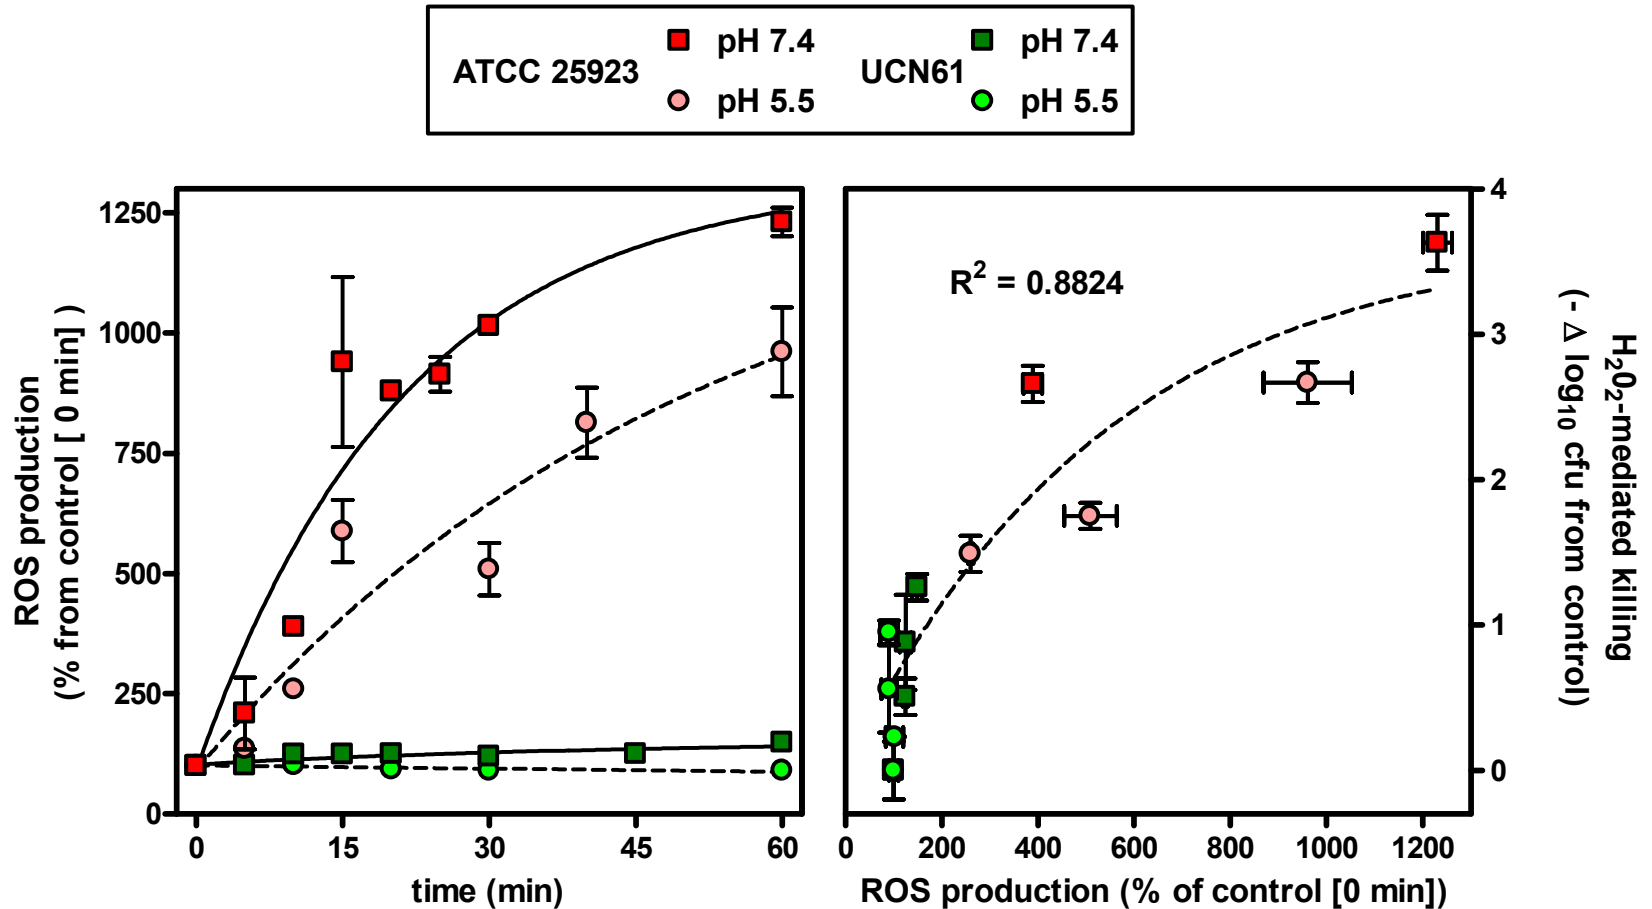 ATCC 25923
pH 7.4
pH 5.5
UCN61
pH 7.4
pH 5.5
ROS production
(% from control [ 0 min] )
1250
1000
750
500
250
0
0 15 30 45 60
time (min)
R² = 0.8824
4
3
2
1
0
0 200 400 600 800 1000 1200
ROS production (% of control [0 min])
H₂0₂-mediated killing
(- Δ log₁₀ cfu from control)